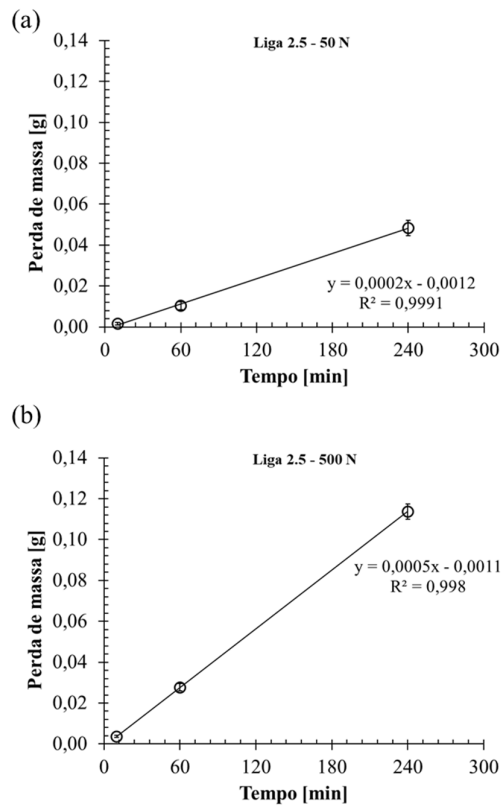 (a)
Liga 2.5 - 50 N
Perda de massa [g]
0,14
0,12
0,10
0,08
0,06
0,04
0,02
0,00
y = 0,0002x - 0,0012
R² = 0,9991
0 60 120 180 240 300
Tempo [min]
(b)
Liga 2.5 - 500 N
Perda de massa [g]
0,14
0,12
0,10
0,08
0,06
0,04
0,02
0,00
y = 0,0005x - 0,0011
R² = 0,998
0 60 120 180 240 300
Tempo [min]